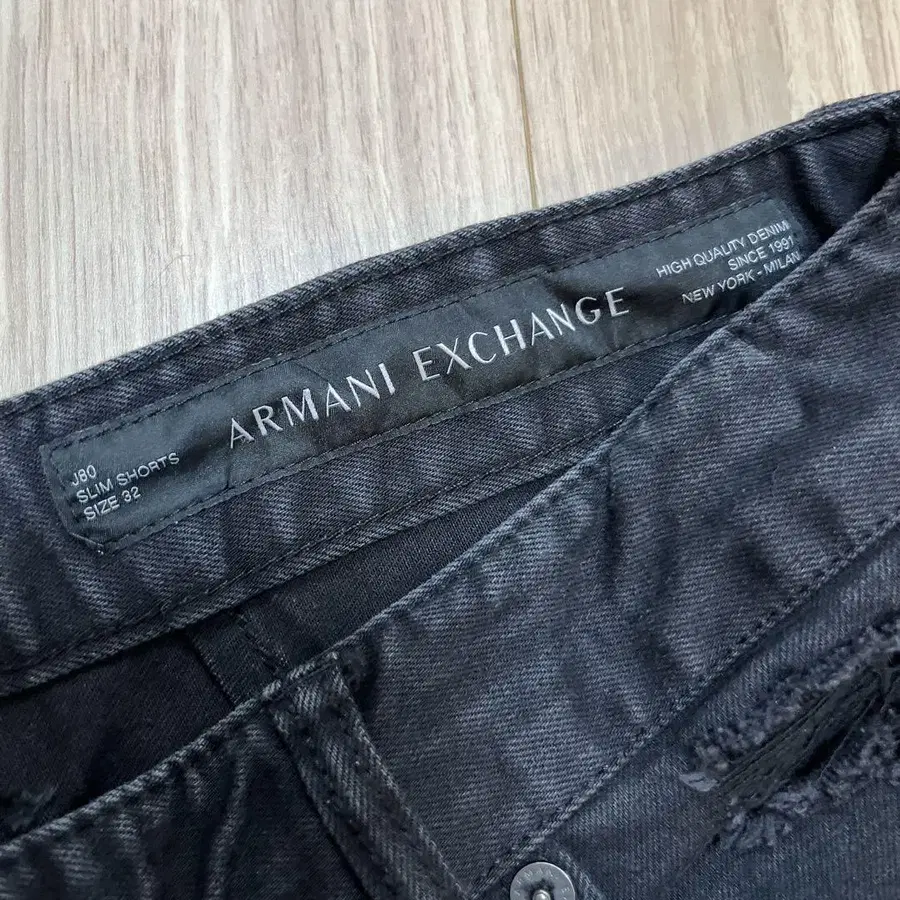 J80
SLIM SHORTS
SIZE 32
ARMANI EXCHANGE
HIGH QUALITY DENIM
SINCE 1991
NEW YORK - MILAN